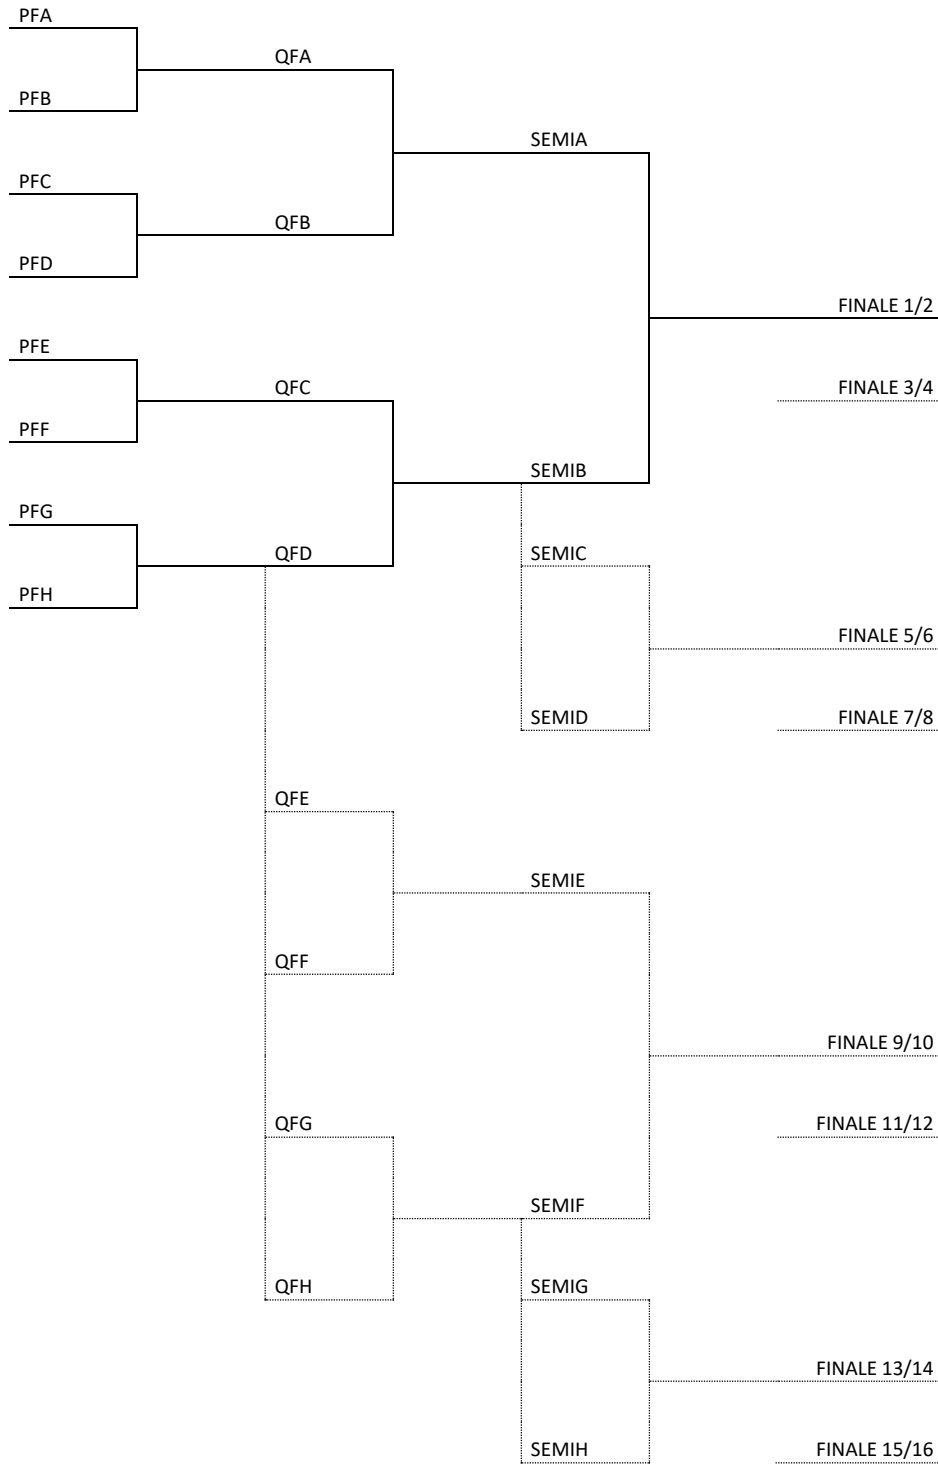 PFA
QFA
PFB
SEMIA
PFC
QFB
PFD
FINALE 1/2
PFE
QFC
FINALE 3/4
PFF
SEMIB
PFG
QFD
SEMIC
PFH
FINALE 5/6
SEMID
FINALE 7/8
QFE
SEMIE
QFF
FINALE 9/10
QFG
FINALE 11/12
SEMIF
QFH
SEMIG
FINALE 13/14
SEMIH
FINALE 15/16